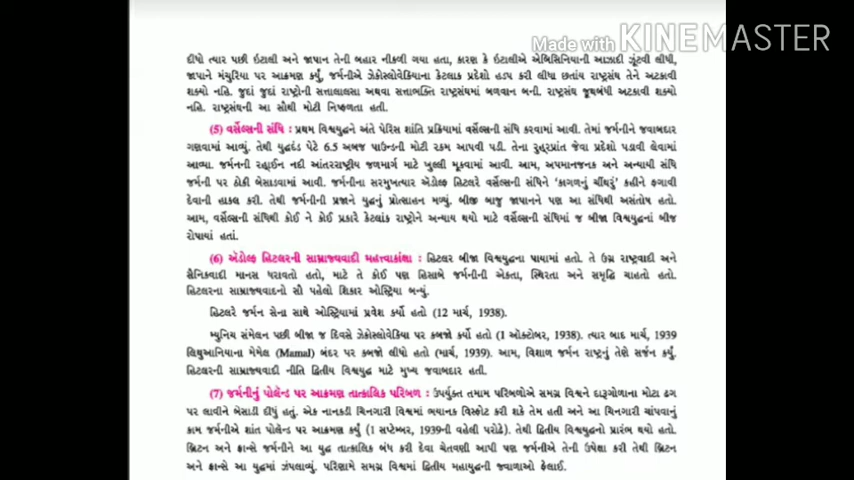 Made with KINEMASTER
દીધો ત્યાર પછી ઇટાલી અને જાપાન તેની બહાર નીકળી ગયા હતા, કારણ કે ઇટાલીએ એબિસિનિયાની આઝાદી ઝૂંટવી લીધી,
જાપાને મંચુરિયા પર આક્રમણ કર્યું, જર્મનીએ ઝેકોસ્લોવેકિયાના કેટલાક પ્રદેશો હડપ કરી લીધા છતાંય રાષ્ટ્રસંઘ તેને અટકાવી
શક્યો નહિ. જુદાં જુદાં રાષ્ટ્રોની સત્તાલાલસા અથવા સત્તાભક્તિ રાષ્ટ્રસંઘમાં બળવાન બની. રાષ્ટ્રસંઘ જૂથબંધી અટકાવી શક્યો
નહિ. રાષ્ટ્રસંઘની આ સૌથી મોટી નિષ્ફળતા હતી.
(5) વર્સેલ્સની સંધિ : પ્રથમ વિશ્વયુદ્ધને અંતે પેરિસ શાંતિ પ્રક્રિયામાં વર્સેલ્સની સંધિ કરવામાં આવી. તેમાં જર્મનીને જવાબદાર
ગણવામાં આવ્યું. તેથી યુદ્ધદંડ પેટે 6.5 અબજ પાઉન્ડની મોટી રકમ આપવી પડી. તેના રુહરપ્રાંત જેવા પ્રદેશો પડાવી લેવામાં
આવ્યા. જર્મનની રહાઈન નદી આંતરરાષ્ટ્રીય જળમાર્ગ માટે ખુલ્લી મૂકવામાં આવી. આમ, અપમાનજનક અને અન્યાયી સંધિ
જર્મની પર ઠોકી બેસાડવામાં આવી. જર્મનીના સરમુખત્યાર એડોલ્ફ હિટલરે વર્સેલ્સની સંધિને ‘કાગળનું ચીંથરું’ કહીને ફગાવી
દેવાની હાકલ કરી. તેથી જર્મનીની પ્રજાને યુદ્ધનું પ્રોત્સાહન મળ્યું. બીજી બાજુ જાપાનને પણ આ સંધિથી અસંતોષ હતો.
આમ, વર્સેલ્સની સંધિથી કોઈ ને કોઈ પ્રકારે કેટલાંક રાષ્ટ્રોને અન્યાય થયો માટે વર્સેલ્સની સંધિમાં જ બીજા વિશ્વયુદ્ધનાં બીજ
રોપાયાં હતાં.
(6) ઍડોલ્ફ હિટલરની સામ્રાજ્યવાદી મહત્ત્વાકાંક્ષા : હિટલર બીજા વિશ્વયુદ્ધના પાયામાં હતો. તે ઉગ્ર રાષ્ટ્રવાદી અને
સૈનિકવાદી માનસ ધરાવતો હતો, માટે તે કોઈ પણ હિસાબે જર્મનીની એકતા, સ્થિરતા અને સમૃદ્ધિ ચાહતો હતો.
હિટલરના સામ્રાજ્યવાદનો સૌ પહેલો શિકાર ઓસ્ટ્રિયા બન્યું.
હિટલરે જર્મન સેના સાથે ઓસ્ટ્રિયામાં પ્રવેશ કર્યો હતો (12 માર્ચ, 1938).
મ્યુનિચ સંમેલન પછી બીજા જ દિવસે ઝેકોસ્લોવેકિયા પર કબજો કર્યો હતો (1 ઓક્ટોબર, 1938). ત્યાર બાદ માર્ચ, 1939
લિથુઆનિયાના મેમેલ (Mamal) બંદર પર કબજો લીધો હતો (માર્ચ, 1939). આમ, વિશાળ જર્મન રાષ્ટ્રનું તેણે સર્જન કર્યું.
હિટલરની સામ્રાજ્યવાદી નીતિ દ્વિતીય વિશ્વયુદ્ધ માટે મુખ્ય જવાબદાર હતી.
(7) જર્મનીનું પોલૅન્ડ પર આક્રમણ તાત્કાલિક પરિબળ : ઉપર્યુક્ત તમામ પરિબળોએ સમગ્ર વિશ્વને દારૂગોળાના મોટા ઢગ
પર લાવીને બેસાડી દીધું હતું. એક નાનકડી ચિનગારી વિશ્વમાં ભયાનક વિસ્ફોટ કરી શકે તેમ હતી અને આ ચિનગારી ચાંપવાનું
કામ જર્મનીએ શાંત પોલૅન્ડ પર આક્રમણ કર્યું (1 સપ્ટેમ્બર, 1939ની વહેલી પરોઢે). તેથી દ્વિતીય વિશ્વયુદ્ધનો પ્રારંભ થયો હતો.
બ્રિટન અને ફ્રાન્સે જર્મનીને આ યુદ્ધ તાત્કાલિક બંધ કરી દેવા ચેતવણી આપી પણ જર્મનીએ તેની ઉપેક્ષા કરી તેથી બ્રિટન
અને ફ્રાન્સે આ યુદ્ધમાં ઝંપલાવ્યું. પરિણામે સમગ્ર વિશ્વમાં દ્વિતીય મહાયુદ્ધની જ્વાળાઓ ફેલાઈ.